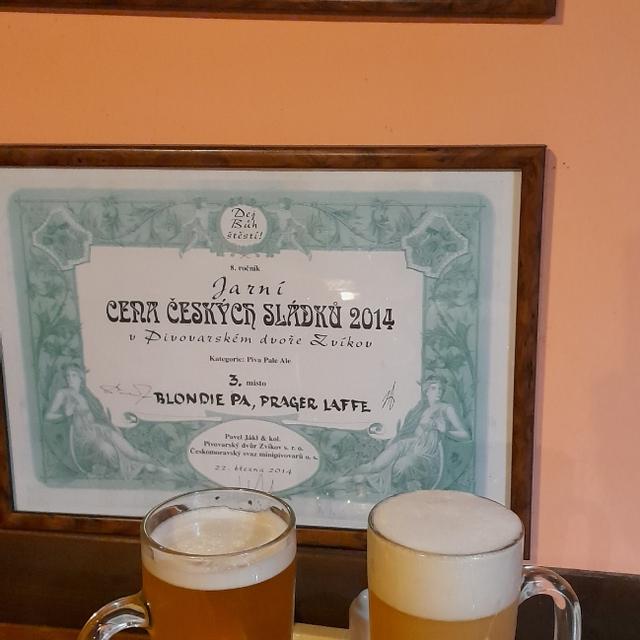 Dej
Bůh
štěstí!
8. ročník
Jarní
CENA ČESKÝCH SLÁDKŮ 2014
v Pivovarském dvoře Zvíkov
Kategorie: Piva Pale Ale
3. místo
BLONDIE PA, PRAGER LAFFE
Pavel Jákl & kol.
Pivovarský dvůr Zvíkov s. r. o.
Českomoravský svaz minipivovarů o. s.
22. března 2014